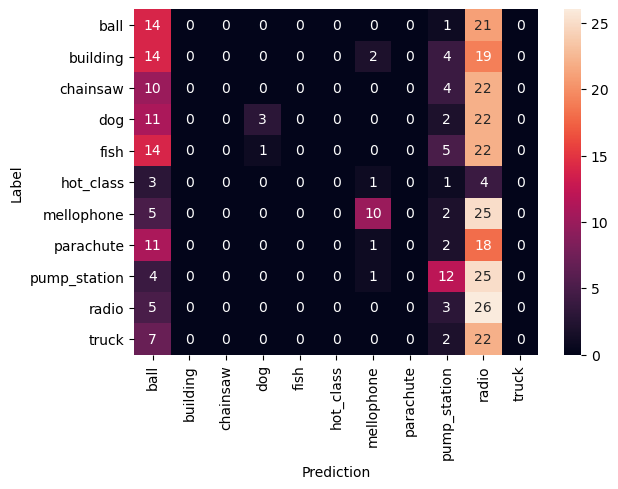 ball 14 0 0 0 0 0 0 0 1 21 0
building 14 0 0 0 0 0 2 0 4 19 0
chainsaw 10 0 0 0 0 0 0 0 4 22 0
dog 11 0 0 3 0 0 0 0 2 22 0
fish 14 0 0 1 0 0 0 0 5 22 0
hot_class 3 0 0 0 0 0 1 0 1 4 0
mellophone 5 0 0 0 0 0 10 0 2 25 0
parachute 11 0 0 0 0 0 1 0 2 18 0
pump_station 4 0 0 0 0 0 1 0 12 25 0
radio 5 0 0 0 0 0 0 0 3 26 0
truck 7 0 0 0 0 0 0 0 2 22 0
Label
ball
building
chainsaw
dog
fish
hot_class
mellophone
parachute
pump_station
radio
truck
Prediction
25
20
15
10
5
0